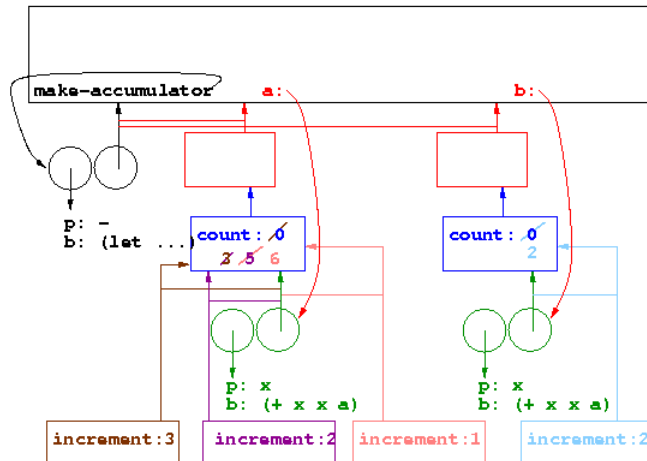 make-accumulator a: b:
p: –
b: (let ...)
count: 0
3 5 6
count: 0
2
p: x
b: (+ x x a)
p: x
b: (+ x x a)
increment:3 increment:2 increment:1 increment:2